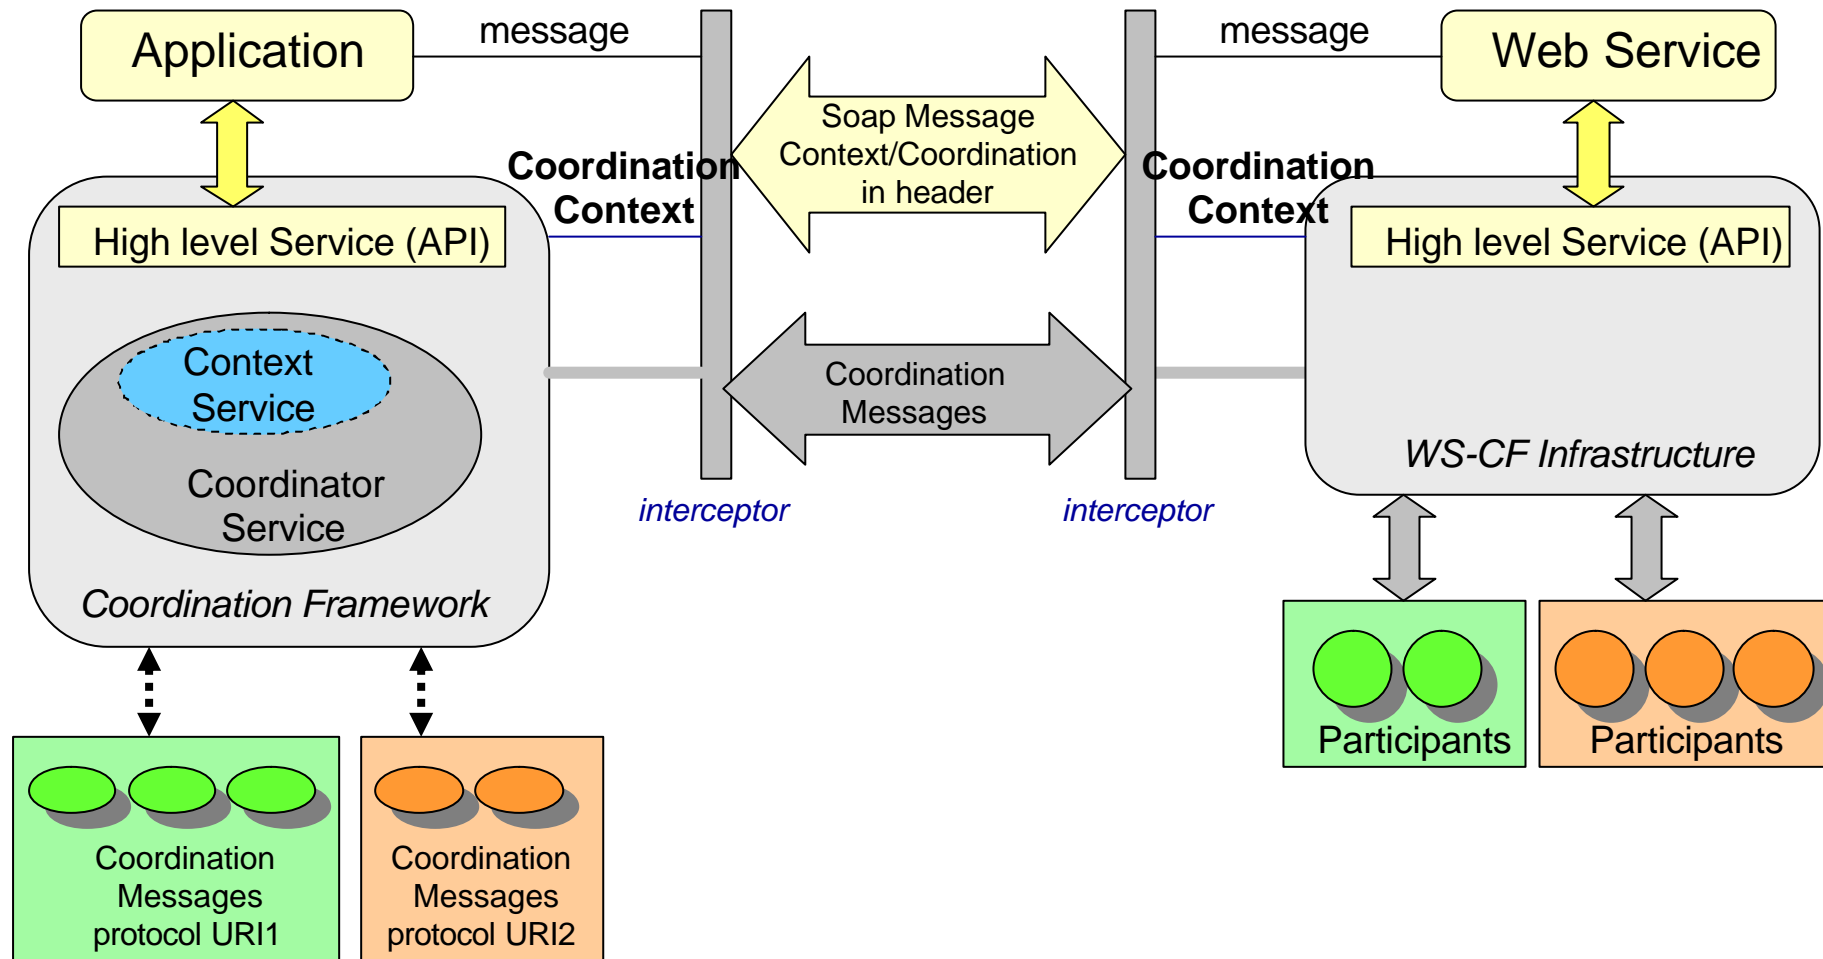 Application
message
message
Web Service
Soap Message
Context/Coordination
in header
Coordination
Context
Coordination
Context
High level Service (API)
High level Service (API)
Context
Service
Coordinator
Service
Coordination Framework
Coordination
Messages
WS-CF Infrastructure
interceptor
interceptor
Participants
Participants
Coordination
Messages
protocol URI1
Coordination
Messages
protocol URI2